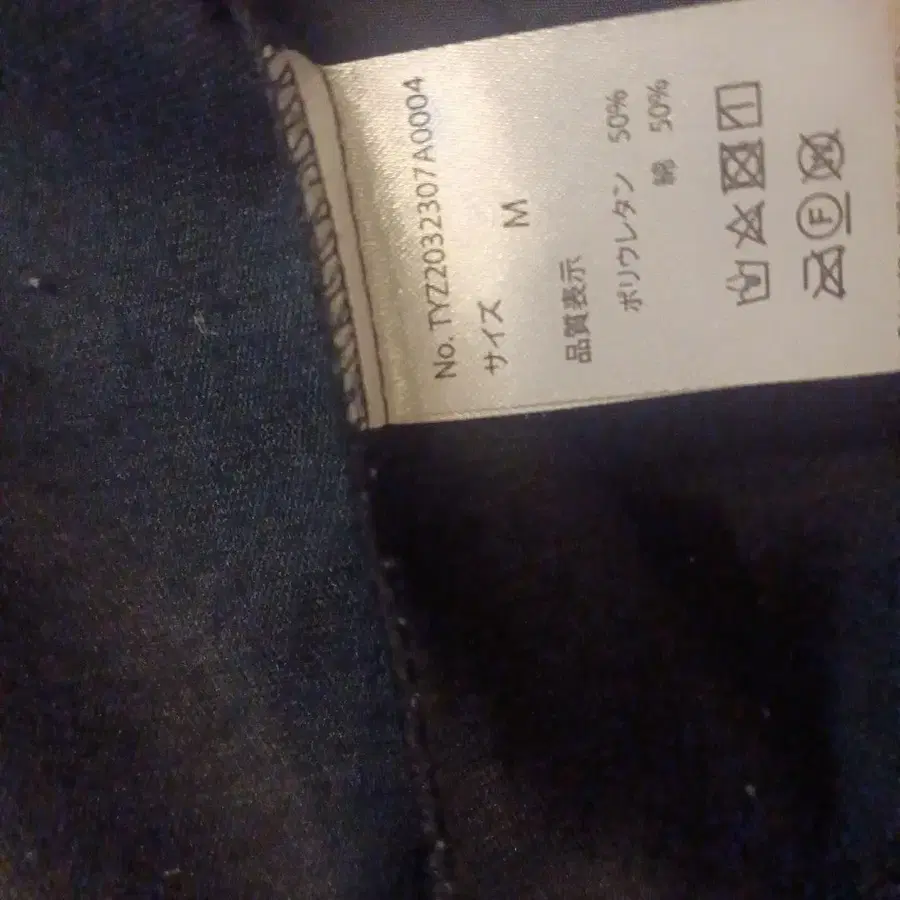 No. TYZ2032307A0004
サイズ M
品質表示
ポリウレタン 50%
綿 50%
F